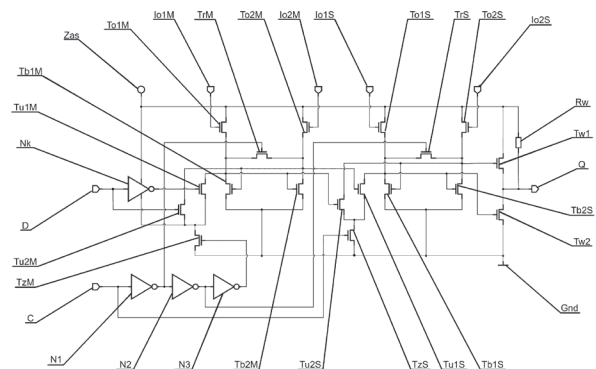 Io1M TrM Io2M Io1S To1S TrS To2S
To1M To2M Io2S
Zas
Tb1M
Tu1M
Nk
Rw
Tw1
Q
D
Tu2M
TzM
C
Tb2S
Tw2
Gnd
N1 N2 N3 Tb2M Tu2S TzS Tu1S Tb1S